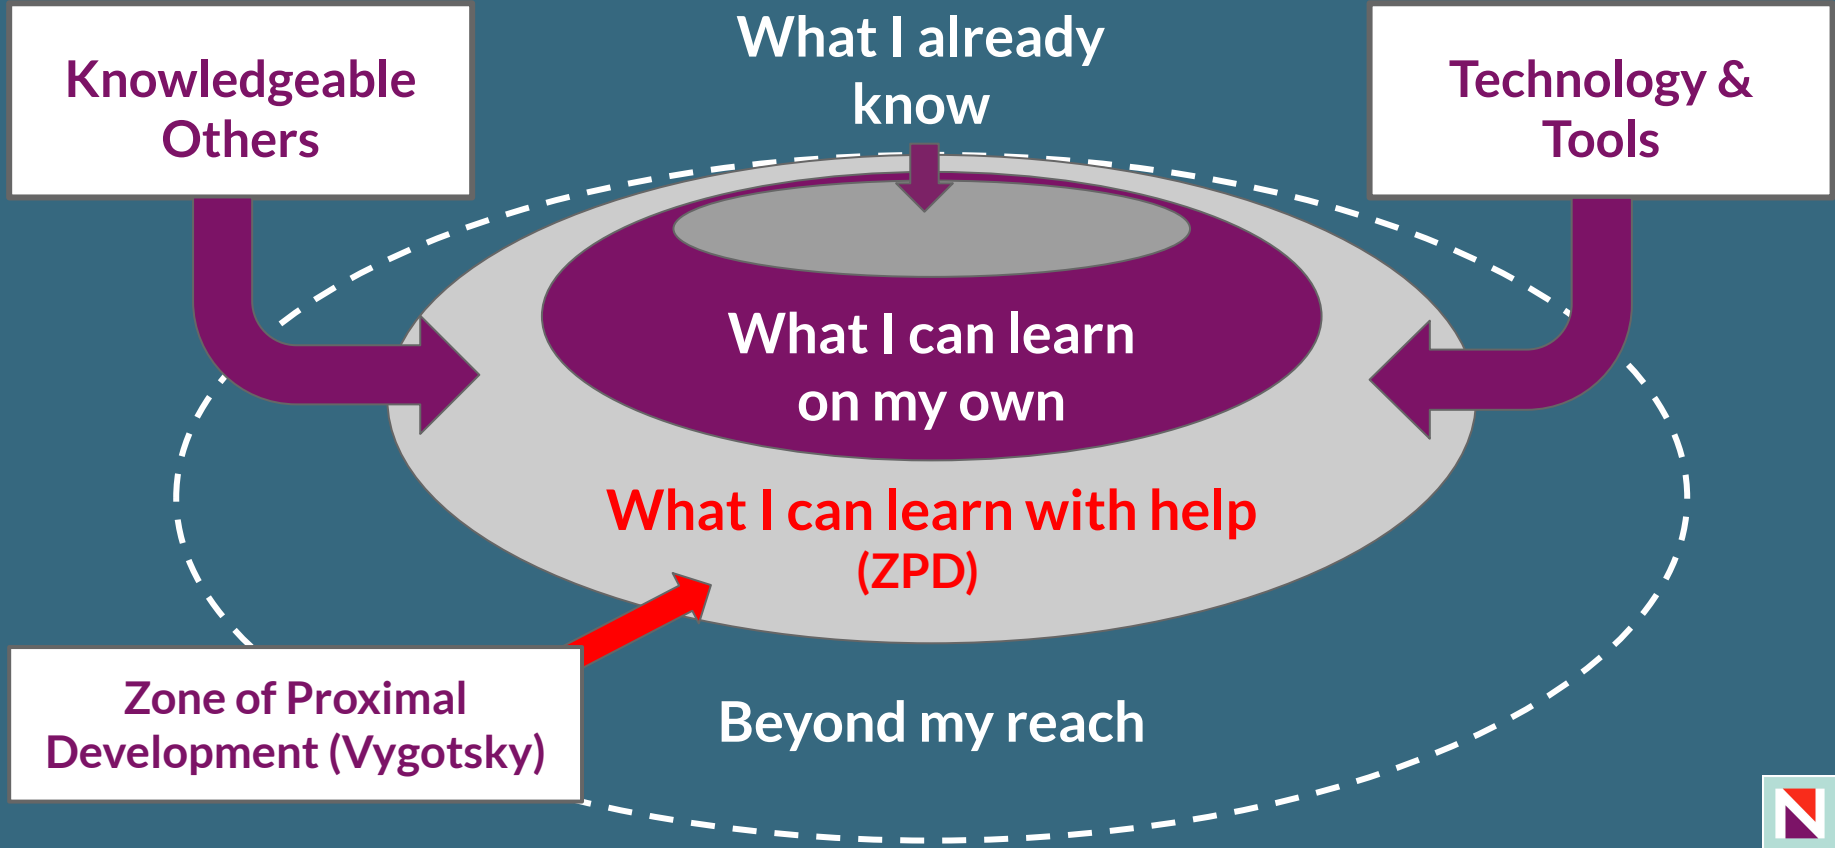 Knowledgeable
Others
What I already
know
Technology &
Tools
What I can learn
on my own
What I can learn with help
(ZPD)
Zone of Proximal
Development (Vygotsky)
Beyond my reach
N